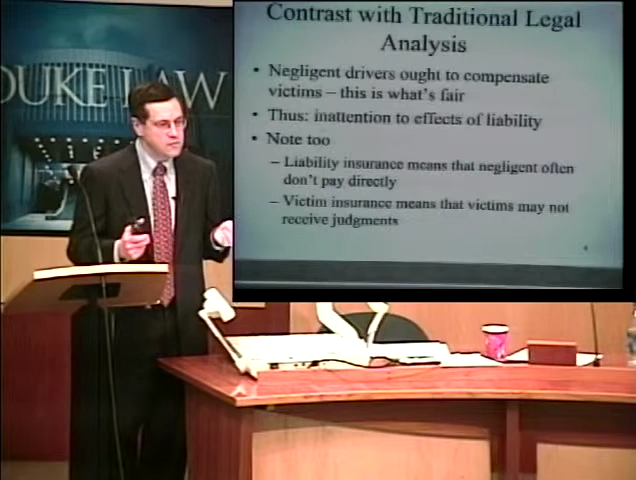 DUKE LAW
Contrast with Traditional Legal
Analysis
• Negligent drivers ought to compensate
victims – this is what's fair
• Thus: inattention to effects of liability
• Note too
– Liability insurance means that negligent often
don't pay directly
– Victim insurance means that victims may not
receive judgments